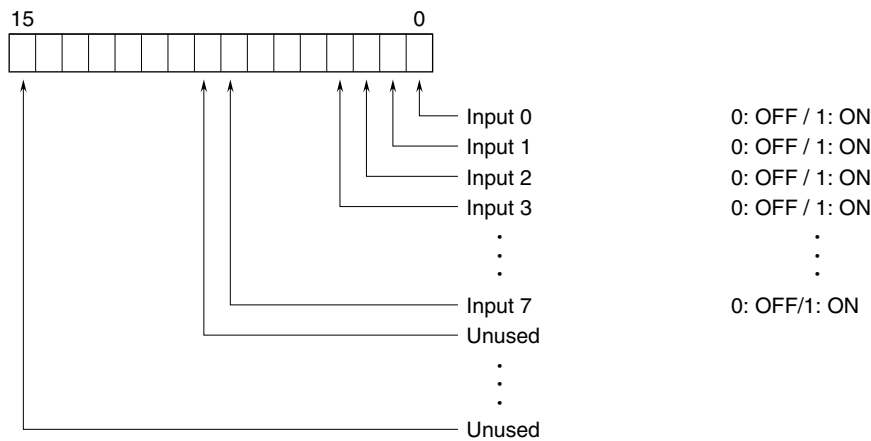 15 0
Input 0 0: OFF / 1: ON
Input 1 0: OFF / 1: ON
Input 2 0: OFF / 1: ON
Input 3 0: OFF / 1: ON
Input 7 0: OFF/1: ON
Unused
Unused